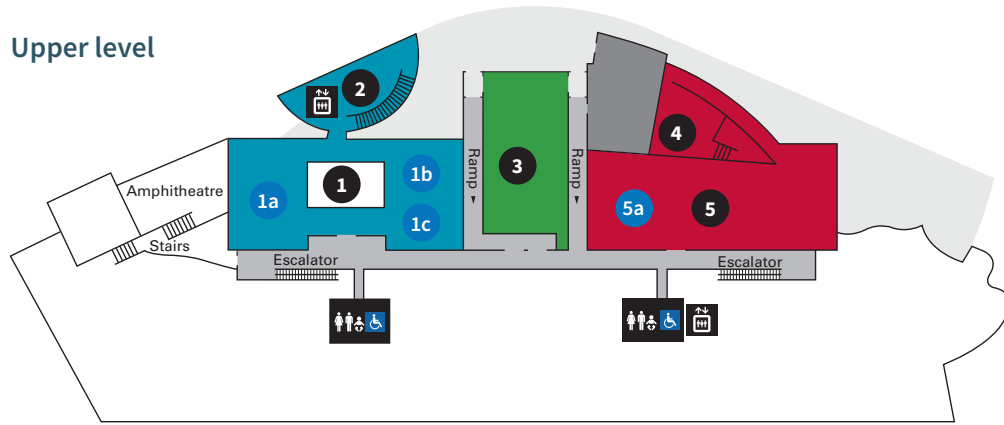 Upper level
2
4
3
Ramp
Ramp
1
1b
1a
1c
5a
5
Amphitheatre
Stairs
Escalator
Escalator